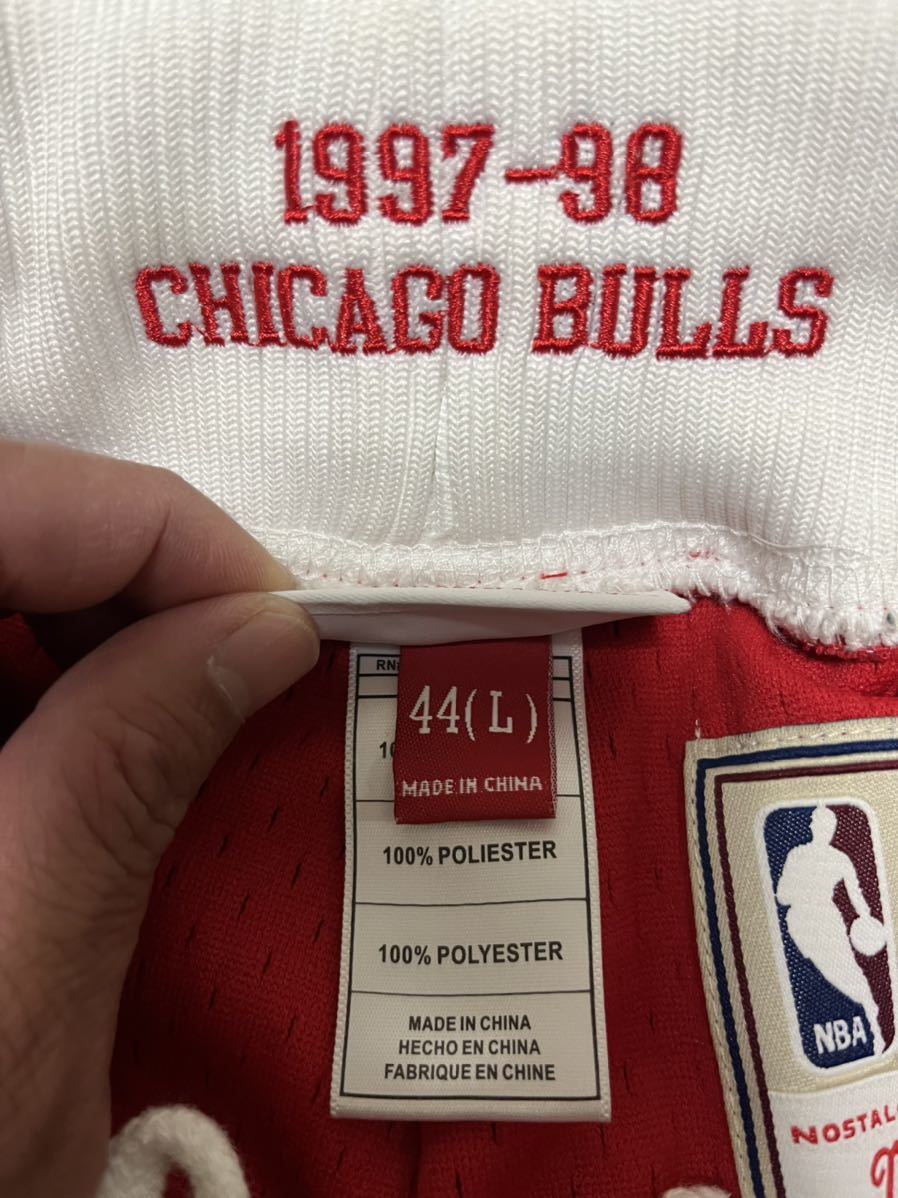 1997-98
CHICAGO BULLS
RN
44(L)
MADE IN CHINA
100% POLIESTER
100% POLYESTER
MADE IN CHINA
HECHO EN CHINA
FABRIQUE EN CHINE
NBA